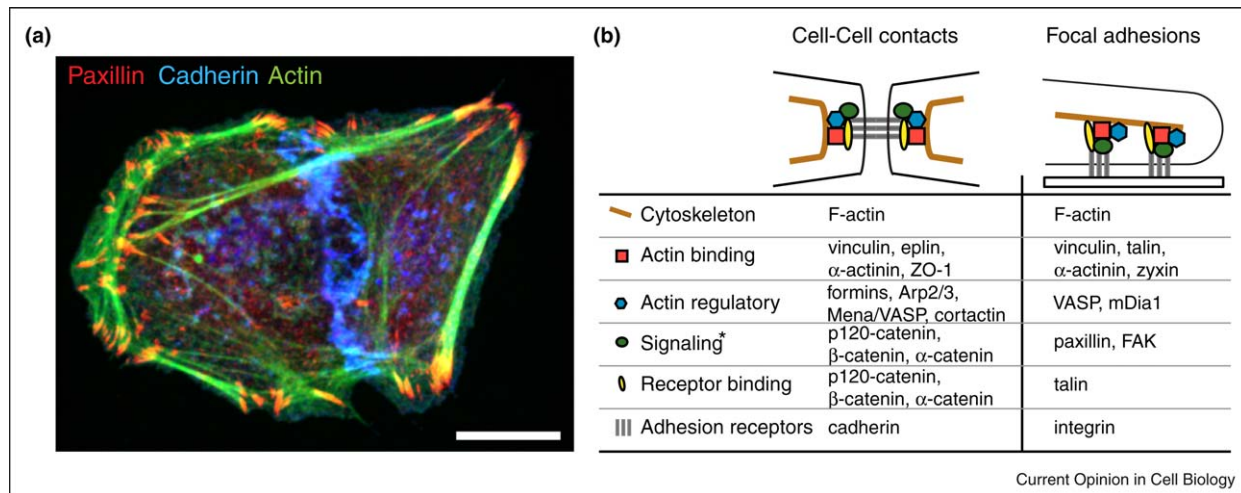 (a)
Paxillin Cadherin Actin
(b)
Cell-Cell contacts
Focal adhesions
Cytoskeleton
F-actin
F-actin
Actin binding
vinculin, eplin,
α-actinin, ZO-1
vinculin, talin,
α-actinin, zyxin
Actin regulatory
formins, Arp2/3,
Mena/VASP, cortactin
VASP, mDia1
Signaling*
p120-catenin,
β-catenin, α-catenin
paxillin, FAK
Receptor binding
p120-catenin,
β-catenin, α-catenin
talin
Adhesion receptors
cadherin
integrin
Current Opinion in Cell Biology